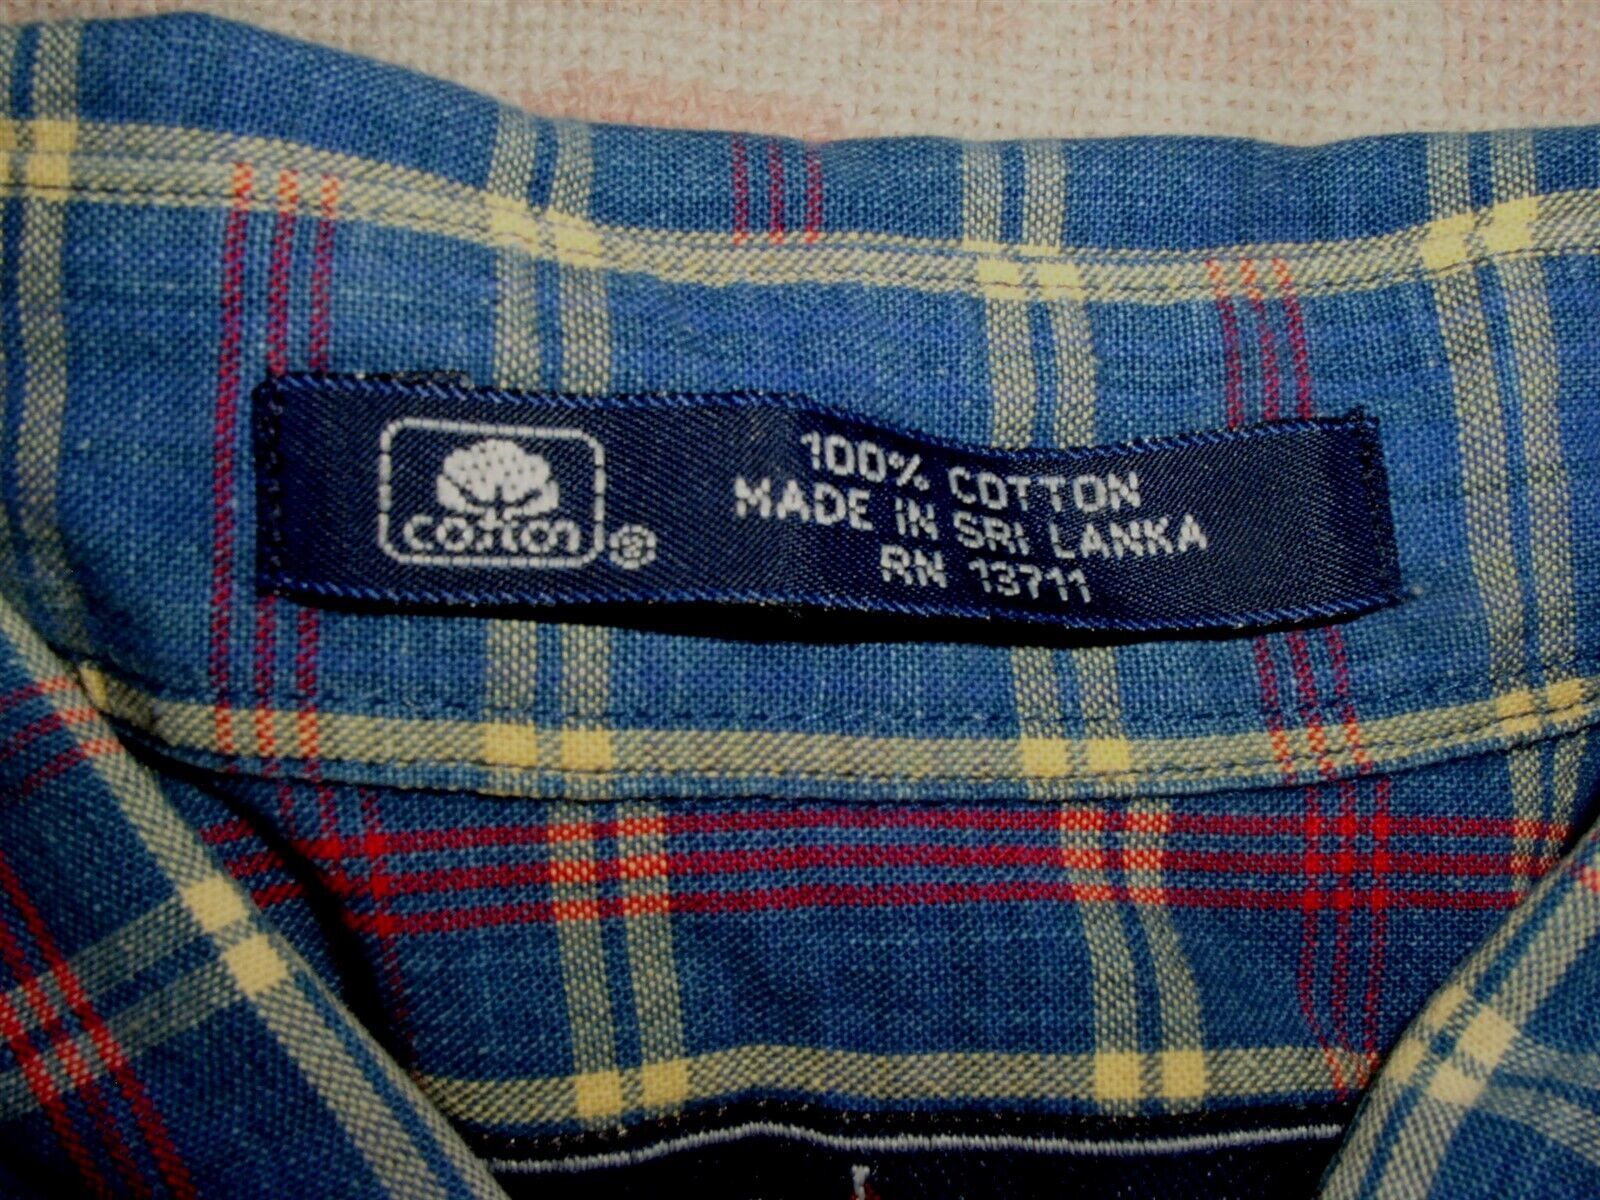 cotton ®
100% COTTON
MADE IN SRI LANKA
RN 13711